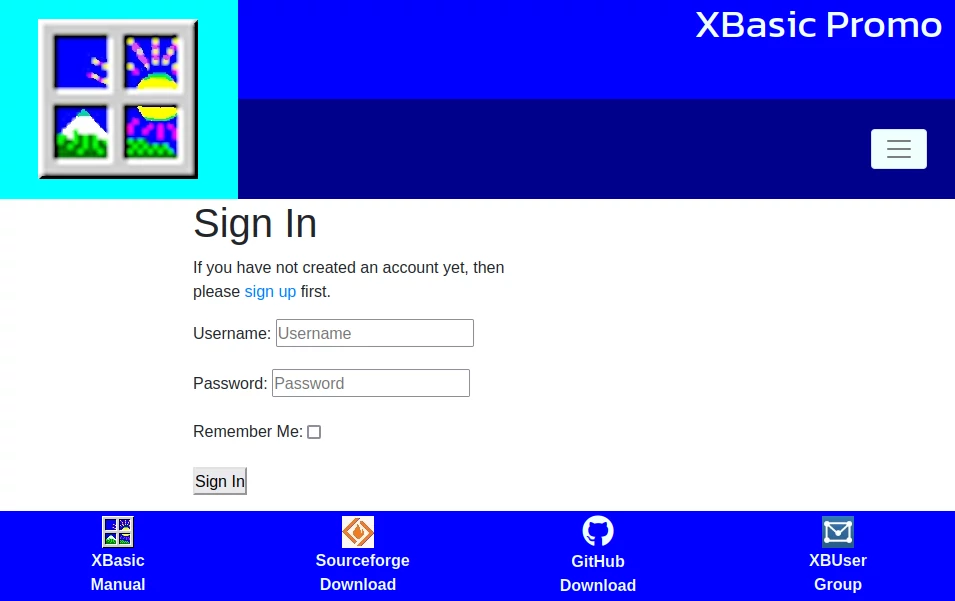 XBasic Promo
Sign In
If you have not created an account yet, then
please sign up first.
Username: Username
Password: Password
Remember Me:
Sign In
XBasic
Manual
Sourceforge
Download
GitHub
Download
XBUser
Group